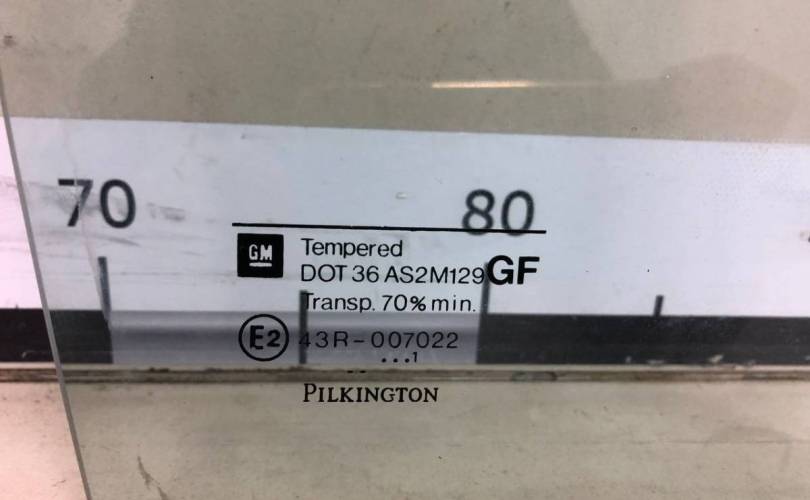 70
80
GM
Tempered
DOT 36 AS2M129 GF
Transp. 70% min.
E2 43R-007022
...1
PILKINGTON